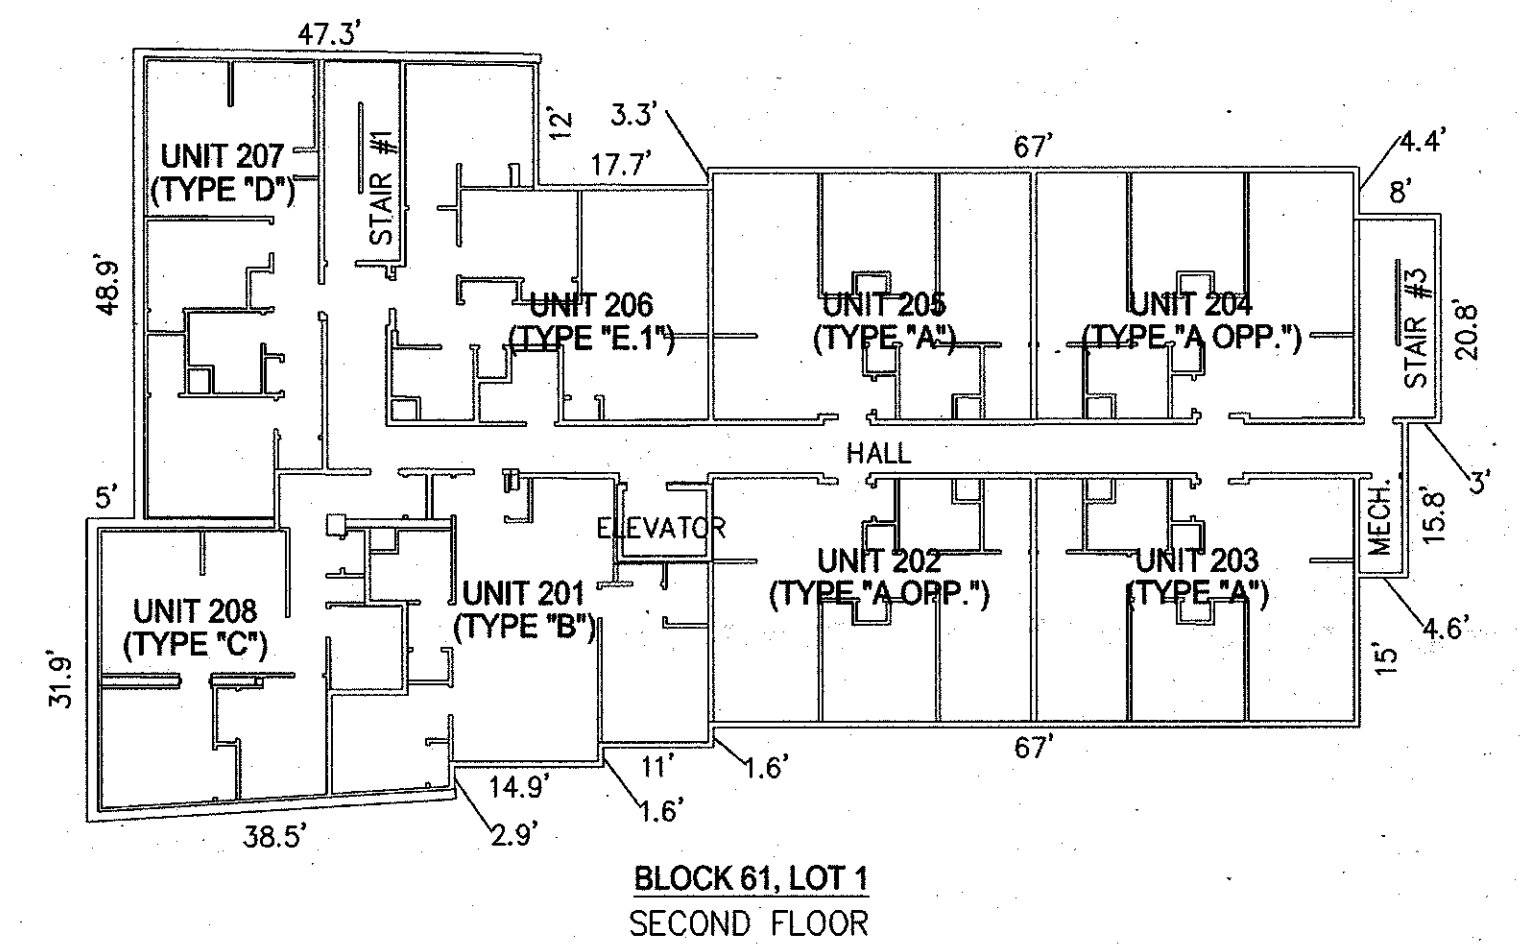 47.3'
12'
3.3'
17.7'
67'
4.4'
8'
UNIT 207
(TYPE "D")
STAIR #1
48.9'
UNIT 206
(TYPE "E.1")
UNIT 205
(TYPE "A")
UNIT 204
(TYPE "A OPP.")
STAIR #3
20.8'
HALL
3'
5'
ELEVATOR
MECH.
15.8'
UNIT 208
(TYPE "C")
UNIT 201
(TYPE "B")
UNIT 202
(TYPE "A OPP.")
UNIT 203
(TYPE "A")
4.6'
31.9'
15'
14.9'
11'
1.6'
67'
38.5'
2.9'
1.6'
BLOCK 61, LOT 1
SECOND FLOOR